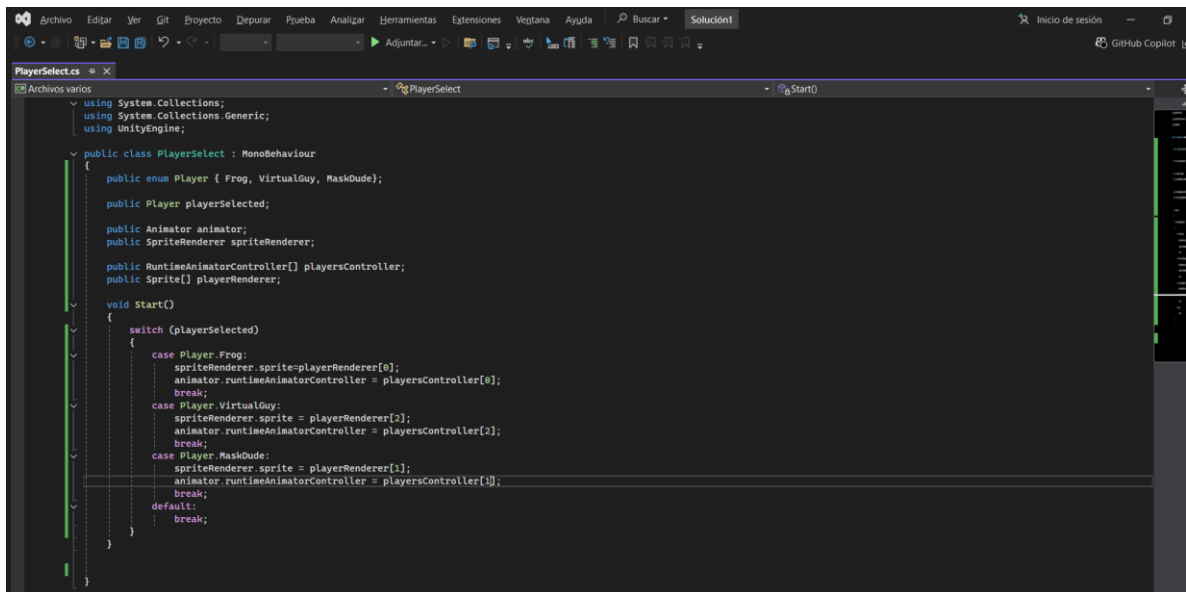 Archivo Editar Ver Git Proyecto Depurar Prueba Analizar Herramientas Extensiones Ventana Ayuda Buscar Solución1 Inicio de sesión
Adjuntar... GitHub Copilot
PlayerSelect.cs
Archivos varios PlayerSelect Start()
using System.Collections;
using System.Collections.Generic;
using UnityEngine;
public class PlayerSelect : MonoBehaviour
{
public enum Player { Frog, VirtualGuy, MaskDude};
public Player playerSelected;
public Animator animator;
public SpriteRenderer spriteRenderer;
public RuntimeAnimatorController[] playersController;
public Sprite[] playerRenderer;
void Start()
{
switch (playerSelected)
{
case Player.Frog:
spriteRenderer.sprite=playerRenderer[0];
animator.runtimeAnimatorController = playersController[0];
break;
case Player.VirtualGuy:
spriteRenderer.sprite = playerRenderer[2];
animator.runtimeAnimatorController = playersController[2];
break;
case Player.MaskDude:
spriteRenderer.sprite = playerRenderer[1];
animator.runtimeAnimatorController = playersController[1];
break;
default:
break;
}
}
}